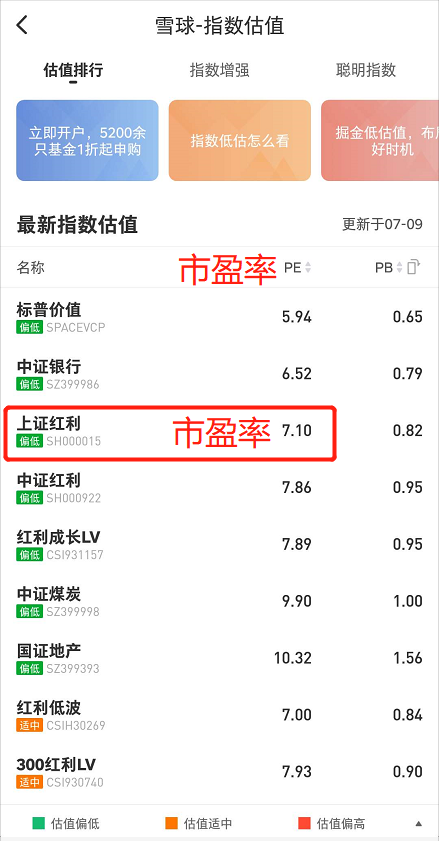 雪球-指数估值
估值排行 指数增强 聪明指数
立即开户，5200余
只基金1折起申购
指数低估怎么看
掘金低估值，布
好时机
最新指数估值 更新于07-09
名称 市盈率 PE PB
标普价值 5.94 0.65
偏低 SPACEVCP
中证银行 6.52 0.79
偏低 SZ399986
上证红利 市盈率 7.10 0.82
偏低 SH000015
中证红利 7.86 0.95
偏低 SH000922
红利成长LV 7.89 0.95
偏低 CSI931157
中证煤炭 9.90 1.00
偏低 SZ399998
国证地产 10.32 1.56
偏低 SZ399393
红利低波 7.00 0.84
适中 CSIH30269
300红利LV 7.93 0.90
适中 CSI930740
估值偏低 估值适中 估值偏高